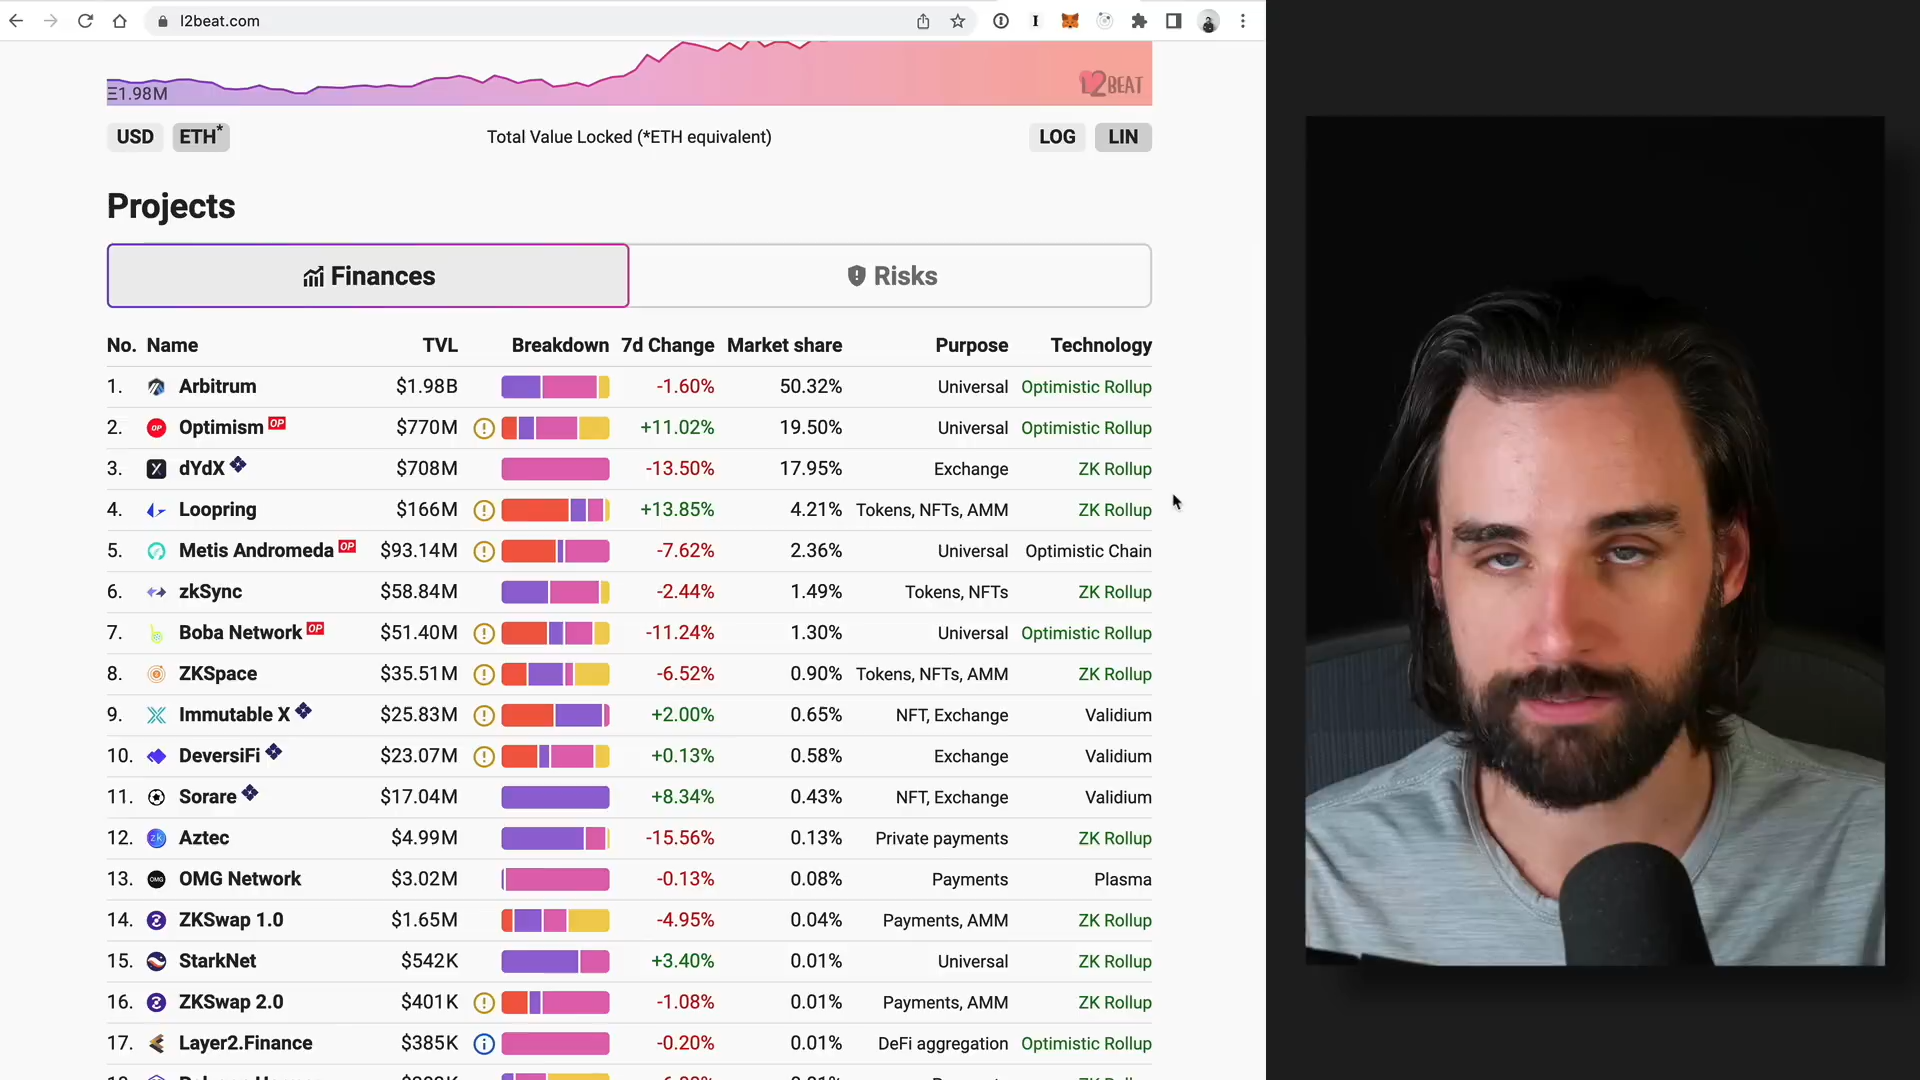 l2beat.com
Ξ1.98M
L2BEAT
USD ETH* Total Value Locked (*ETH equivalent) LOG LIN
Projects
Finances Risks
No. Name TVL Breakdown 7d Change Market share Purpose Technology
1. Arbitrum $1.98B -1.60% 50.32% Universal Optimistic Rollup
2. Optimism OP $770M +11.02% 19.50% Universal Optimistic Rollup
3. dYdX $708M -13.50% 17.95% Exchange ZK Rollup
4. Loopring $166M +13.85% 4.21% Tokens, NFTs, AMM ZK Rollup
5. Metis Andromeda OP $93.14M -7.62% 2.36% Universal Optimistic Chain
6. zkSync $58.84M -2.44% 1.49% Tokens, NFTs ZK Rollup
7. Boba Network OP $51.40M -11.24% 1.30% Universal Optimistic Rollup
8. ZKSpace $35.51M -6.52% 0.90% Tokens, NFTs, AMM ZK Rollup
9. Immutable X $25.83M +2.00% 0.65% NFT, Exchange Validium
10. DeversiFi $23.07M +0.13% 0.58% Exchange Validium
11. Sorare $17.04M +8.34% 0.43% NFT, Exchange Validium
12. Aztec $4.99M -15.56% 0.13% Private payments ZK Rollup
13. OMG Network $3.02M -0.13% 0.08% Payments Plasma
14. ZKSwap 1.0 $1.65M -4.95% 0.04% Payments, AMM ZK Rollup
15. StarkNet $542K +3.40% 0.01% Universal ZK Rollup
16. ZKSwap 2.0 $401K -1.08% 0.01% Payments, AMM ZK Rollup
17. Layer2.Finance $385K -0.20% 0.01% DeFi aggregation Optimistic Rollup